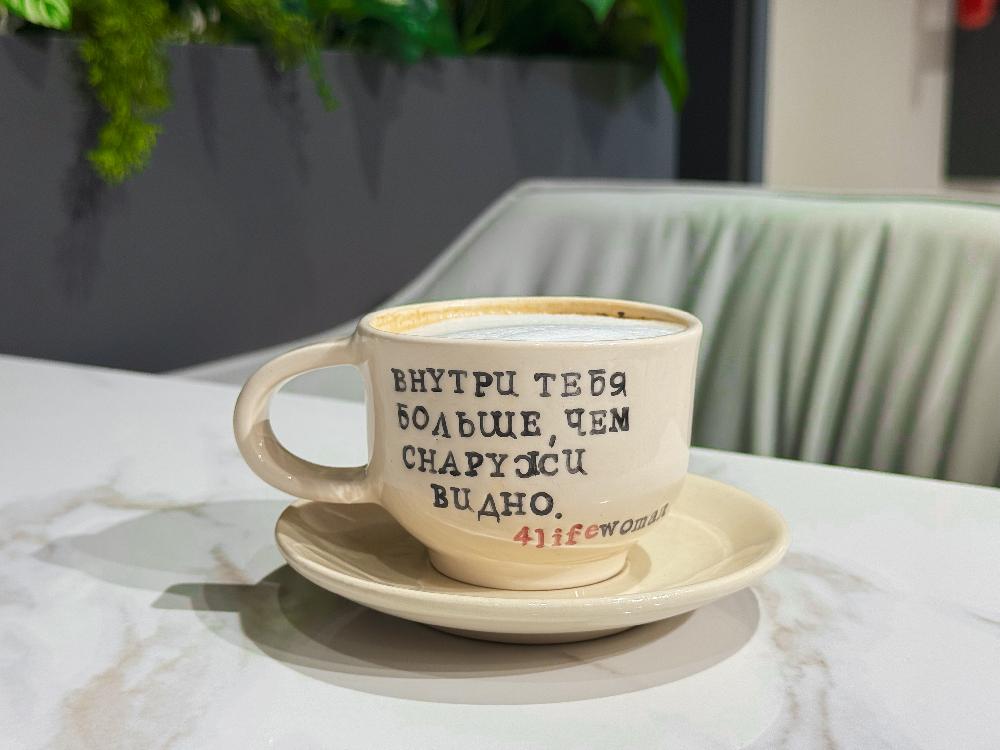 ВНУТРИ ТЕБЯ
БОЛЬШЕ, ЧЕМ
СНАРУЖИ
ВИДНО.
4lifewoman